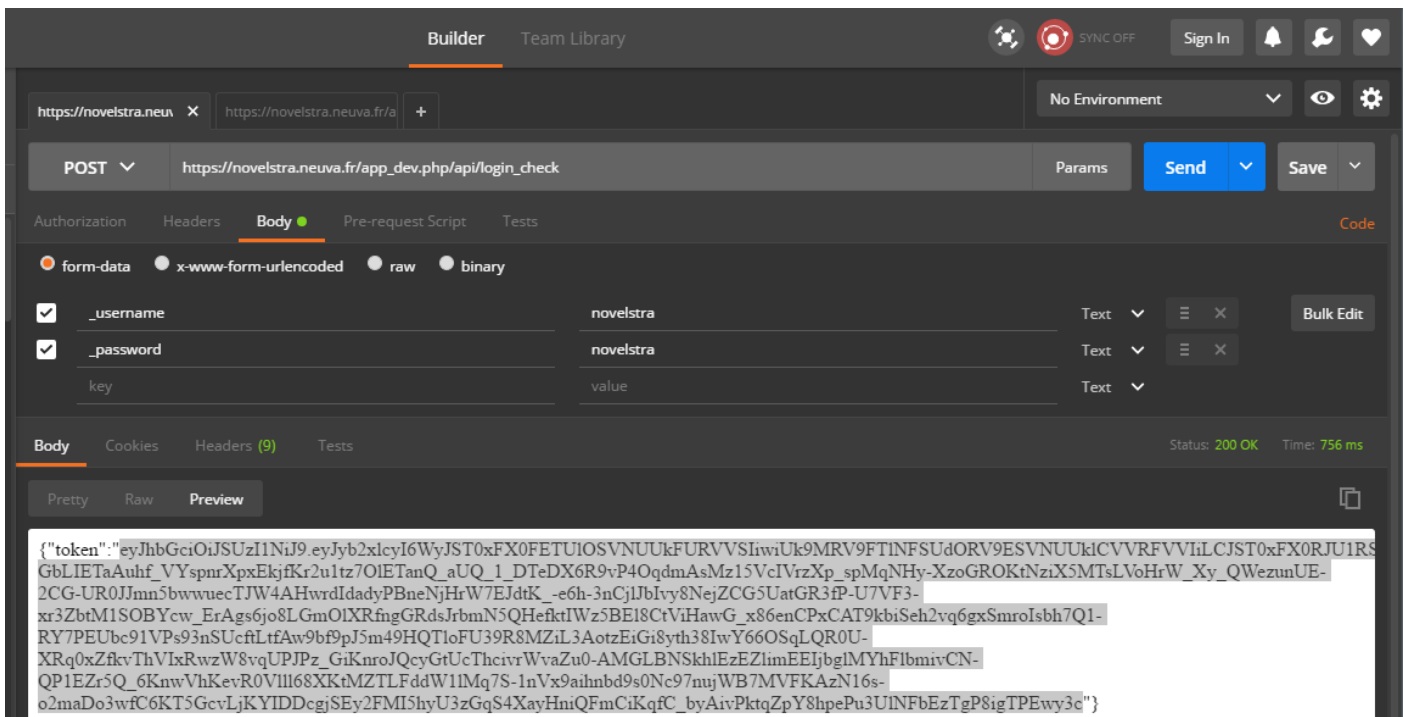 Builder Team Library SYNC OFF Sign In
https://novelstra.neuv https://novelstra.neuva.fr/a + No Environment
POST https://novelstra.neuva.fr/app_dev.php/api/login_check Params Send Save
Authorization Headers Body Pre-request Script Tests Code
form-data x-www-form-urlencoded raw binary
_username novelstra Text Bulk Edit
_password novelstra Text
key value Text
Body Cookies Headers (9) Tests Status: 200 OK Time: 756 ms
Pretty Raw Preview
{"token":"eyJhbGciOiJSUzI1NiJ9.eyJyb2xlcyI6WyJST0xFX0FETUlOSVNUUkFURVVSIiwiUk9MRV9FT1NFSUdORV9ESVNUUklCVVRFVVIiLCJST0xFX0RJU1RS
GbLIETaAuhf_VYspnrXpxEkjfKr2u1tz7OlETanQ_aUQ_1_DTeDX6R9vP4OqdmAsMz15VcIVrzXp_spMqNHy-XzoGROKtNziX5MTsLVoHrW_Xy_QWezunUE-
2CG-UR0JJmn5bwwuecTJW4AHwrdIdadyPBneNjHrW7EJdtK_-e6h-3nCjlJbIvy8NejZCG5UatGR3fP-U7VF3-
xr3ZbtM1SOBYcw_ErAgs6jo8LGmOlXRfngGRdsJrbmN5QHefktIWz5BEl8CtViHawG_x86enCPxCAT9kbiSeh2vq6gxSmroIsbh7Q1-
RY7PEUbc91VPs93nSUcftLtfAw9bf9pJ5m49HQTloFU39R8MZiL3AotzEiGi8yth38IwY66OSqLQR0U-
XRq0xZfkvThVIxRwzW8vqUPJPz_GiKnroJQcyGtUcThcivrWvaZu0-AMGLBNSkhlEzEZlimEEIjbglMYhFlbmivCN-
QP1EZr5Q_6KnwVhKevR0Vlll68XKtMZTLFddW1lMq7S-1nVx9aihnbd9s0Nc97nujWB7MVFKAzN16s-
o2maDo3wfC6KT5GcvLjKYIDDcgjSEy2FMI5hyU3zGqS4XayHniQFmCiKqfC_byAivPktqZpY8hpePu3UlNFbEzTgP8igTPEwy3c"}